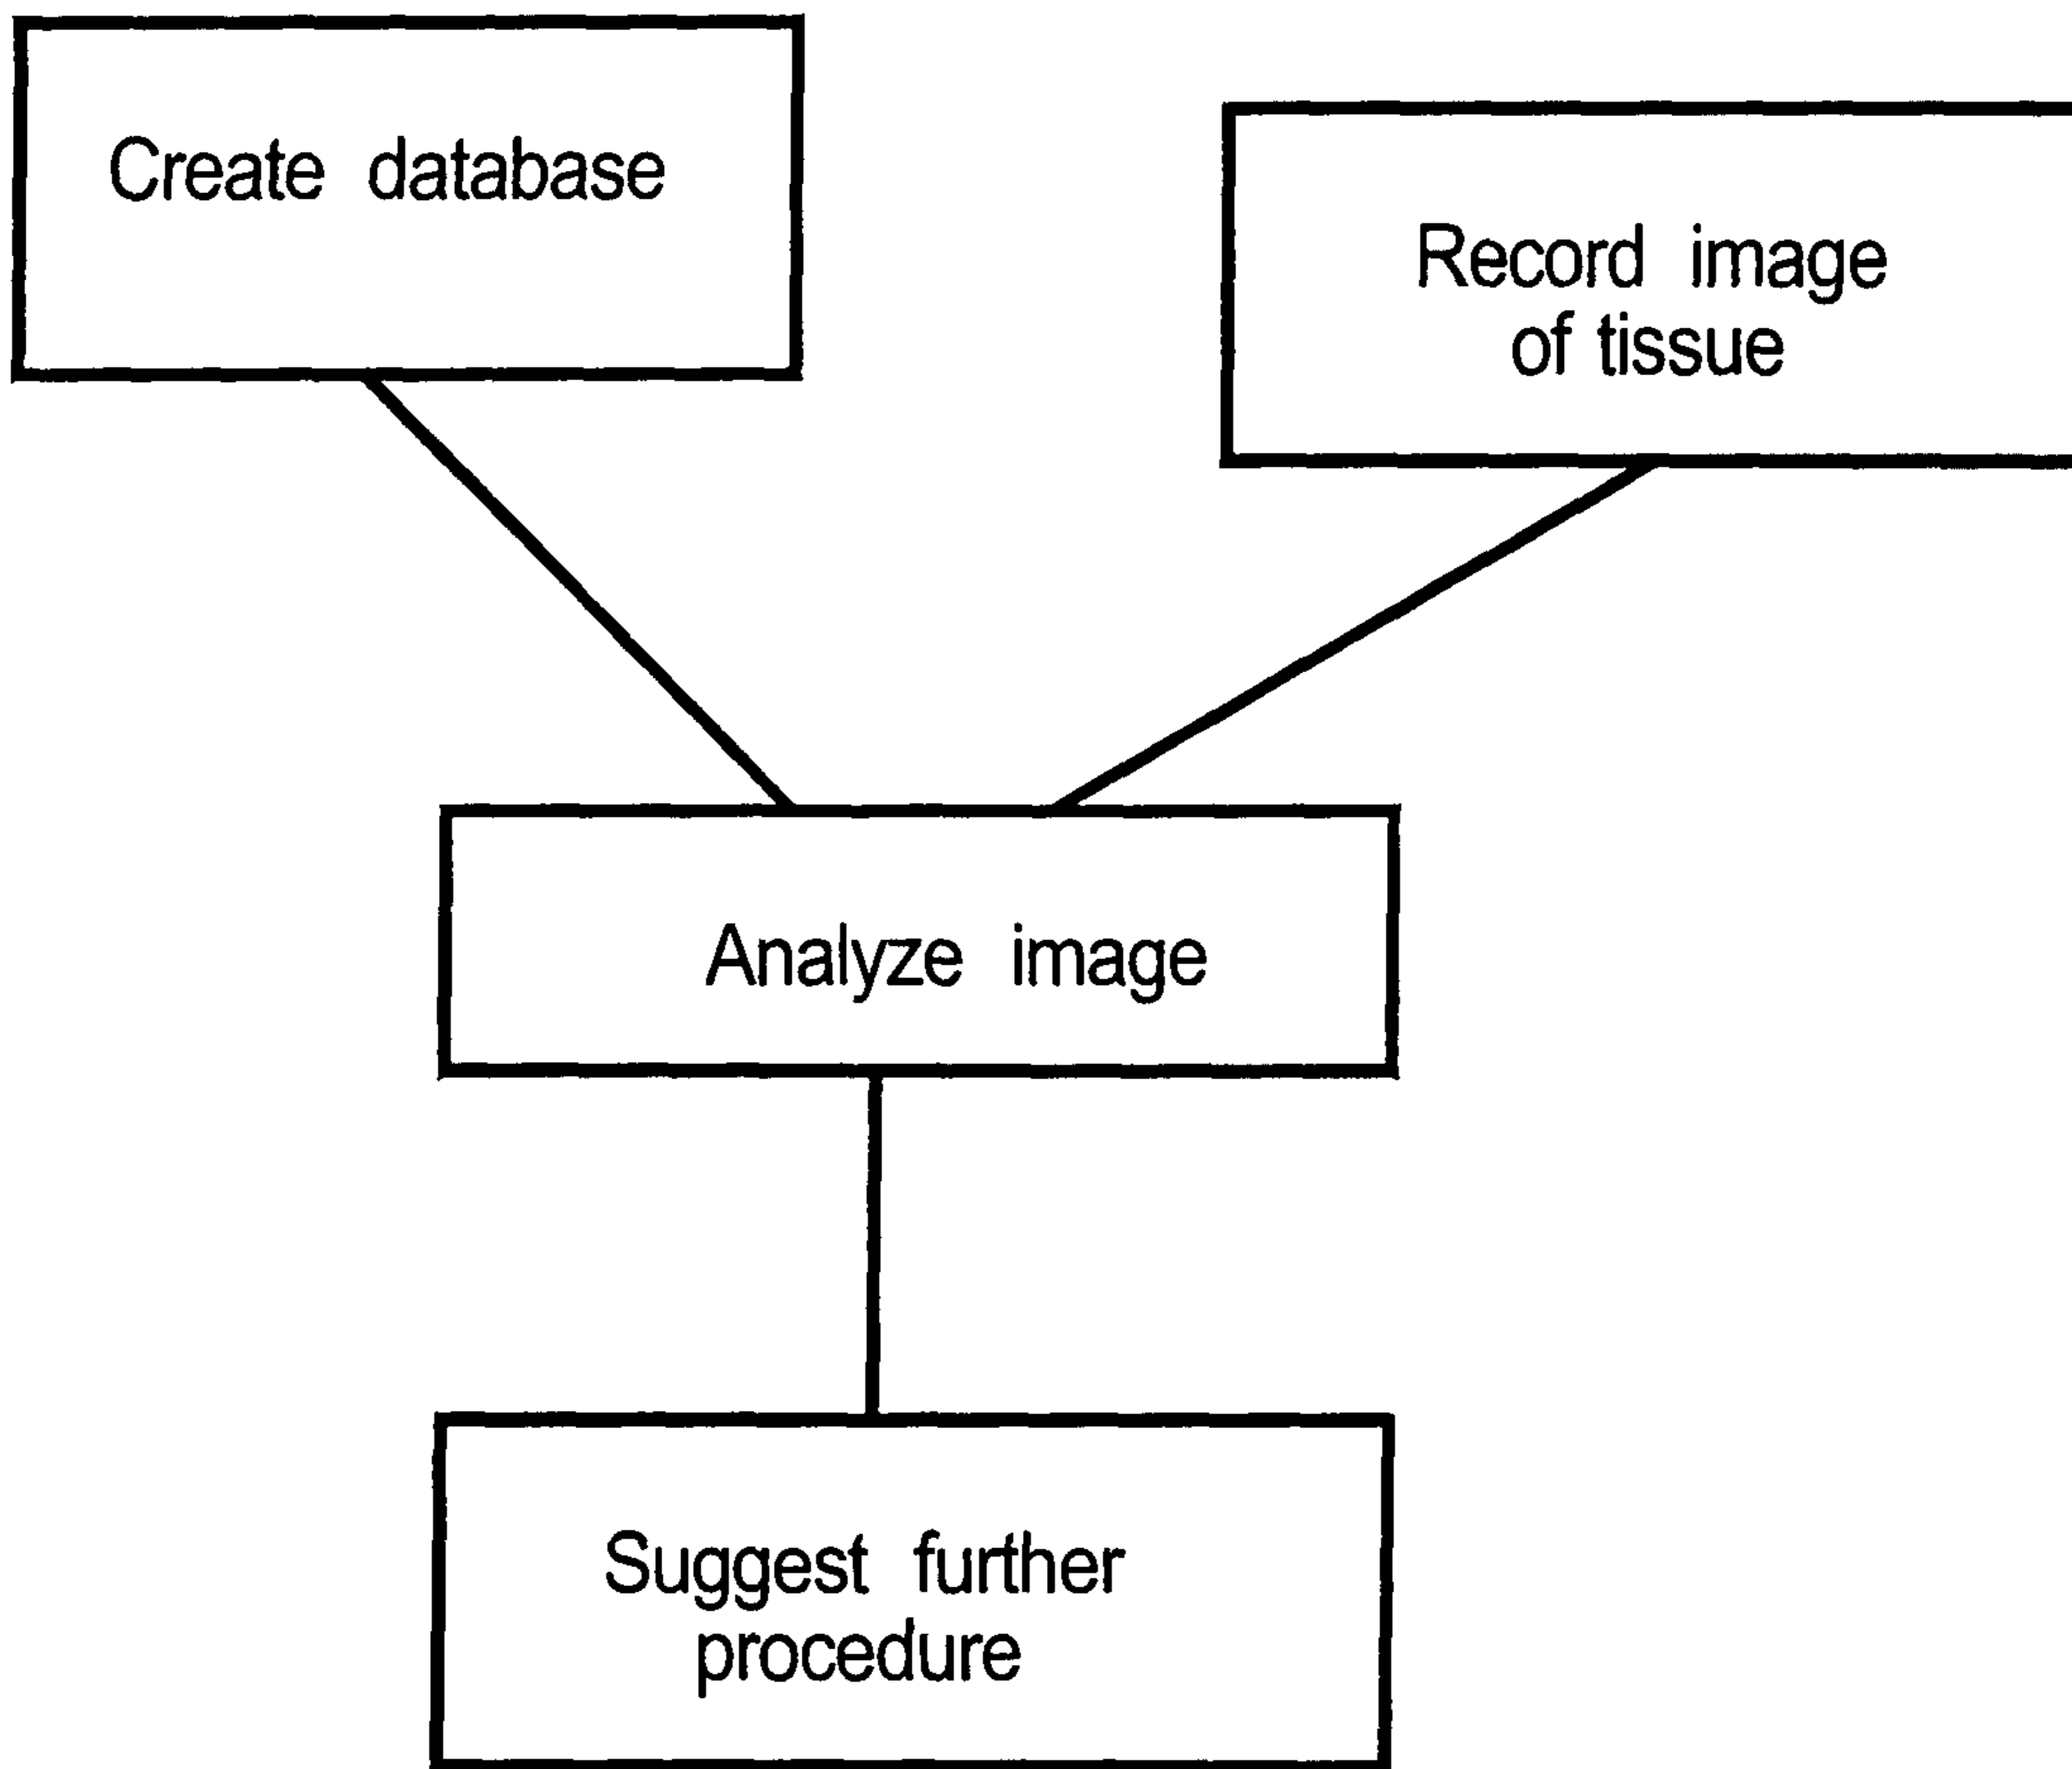 Create database
Record image
of tissue
Analyze image
Suggest further
procedure